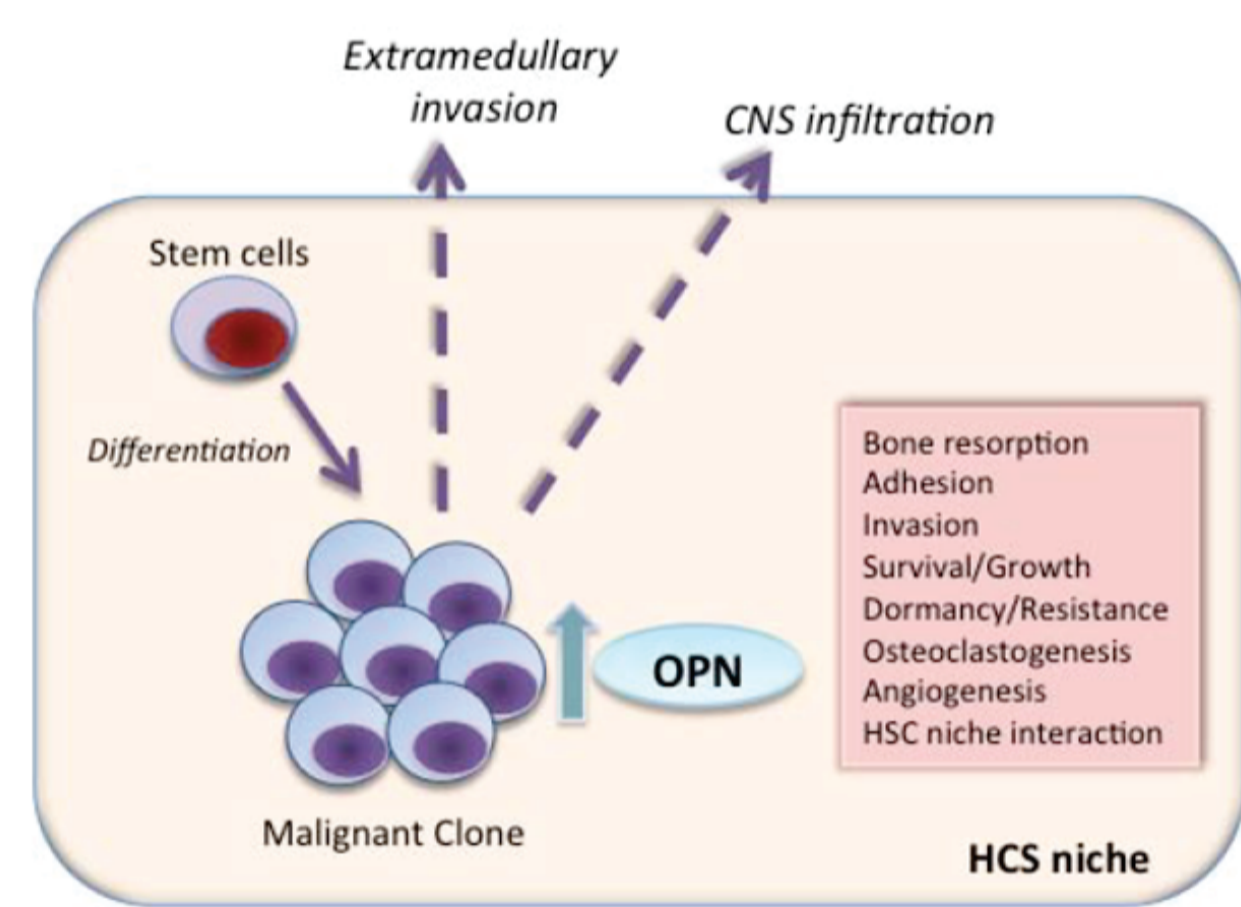 Extramedullary
invasion
CNS infiltration
Stem cells
Differentiation
Bone resorption
Adhesion
Invasion
Survival/Growth
Dormancy/Resistance
Osteoclastogenesis
Angiogenesis
HSC niche interaction
OPN
Malignant Clone
HCS niche